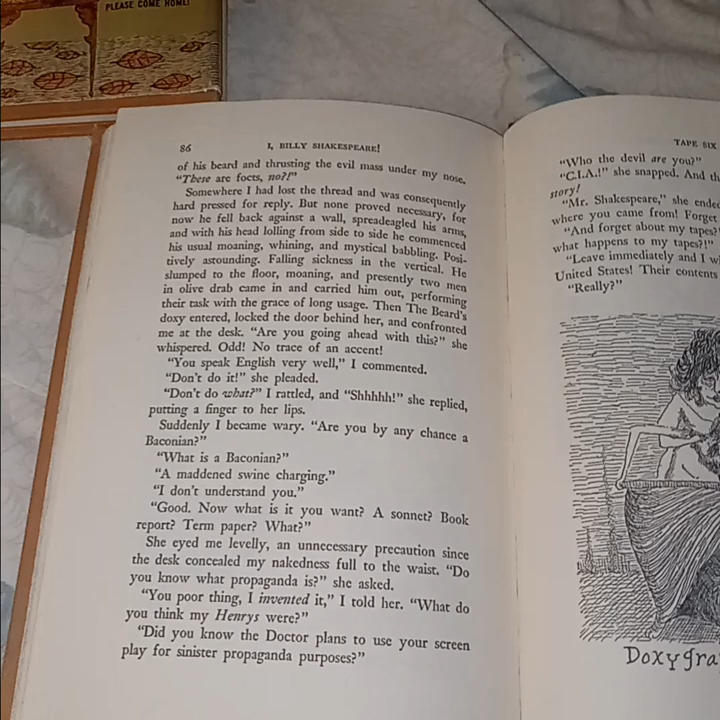 PLEASE COME HOME!
86 I, BILLY SHAKESPEARE!
of his beard and thrusting the evil mass under my nose.
"These are focts, no?!"
Somewhere I had lost the thread and was consequently
hard pressed for reply. But none proved necessary, for
now he fell back against a wall, spreadeagled his arms,
and with his head lolling from side to side he commenced
his usual moaning, whining, and mystical babbling. Posi-
tively astounding. Falling sickness in the vertical. He
slumped to the floor, moaning, and presently two men
in olive drab came in and carried him out, performing
their task with the grace of long usage. Then The Beard's
doxy entered, locked the door behind her, and confronted
me at the desk. "Are you going ahead with this?" she
whispered. Odd! No trace of an accent!
"You speak English very well," I commented.
"Don't do it!" she pleaded.
"Don't do what?" I rattled, and "Shhhhh!" she replied,
putting a finger to her lips.
Suddenly I became wary. "Are you by any chance a
Baconian?"
"What is a Baconian?"
"A maddened swine charging."
"I don't understand you."
"Good. Now what is it you want? A sonnet? Book
report? Term paper? What?"
She eyed me levelly, an unnecessary precaution since
the desk concealed my nakedness full to the waist. "Do
you know what propaganda is?" she asked.
"You poor thing, I invented it," I told her. "What do
you think my Henrys were?"
"Did you know the Doctor plans to use your screen
play for sinister propaganda purposes?"
TAPE SIX
"Who the devil are you?"
"C.I.A.!" she snapped. And
story!
"Mr. Shakespeare," she
where you came from! Forget
"And forget about my tapes?
what happens to my tapes?!"
"Leave immediately and I
United States! Their contents
"Really?"